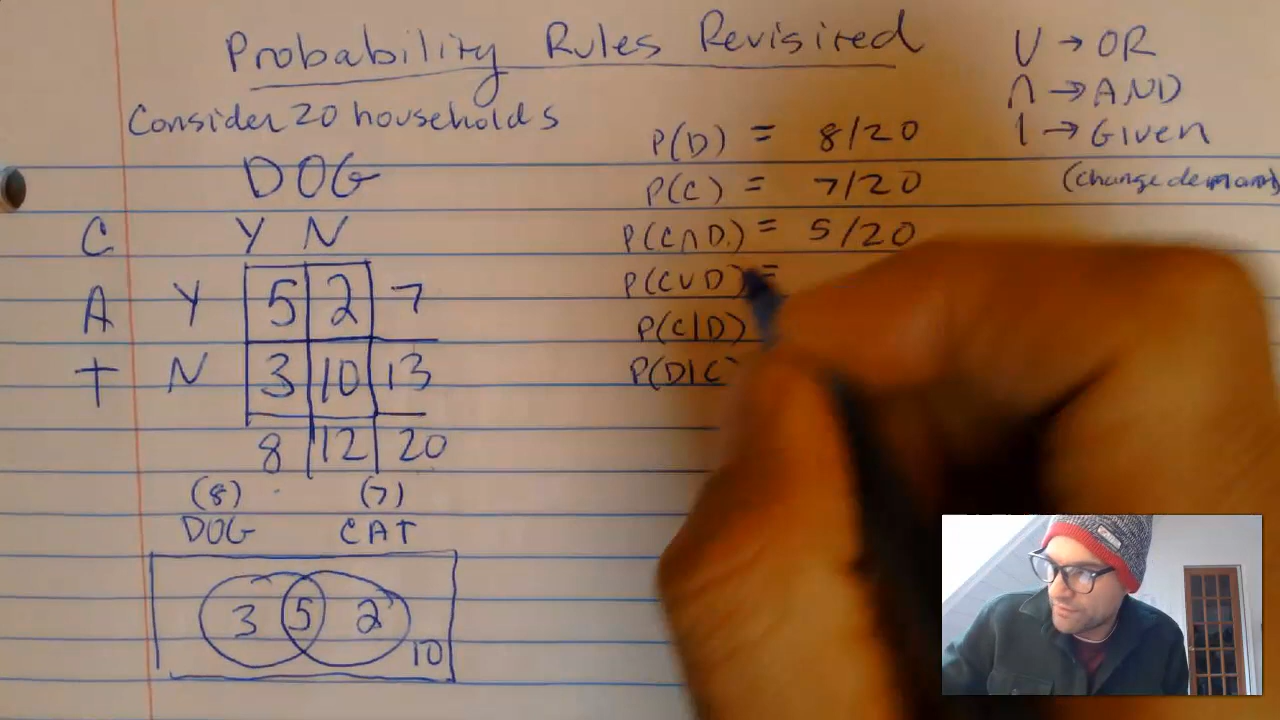 Probability Rules Revisited
Consider 20 households
DOG
C Y N
A Y 5 2 7
T N 3 10 13
8 12 20
(8) (7)
DOG CAT
3 5 2
10
P(D) = 8/20
P(C) = 7/20
P(C∩D) = 5/20
P(C∪D) =
P(C|D)
P(D|C)
∪ → OR
∩ → AND
| → Given
(change denom)